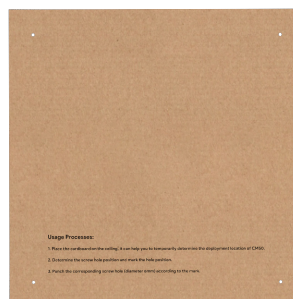 Usage Processes:
1. Place the cardboard on the ceiling, it can help you to temporarily determine the deployment location of CM50.
2. Determine the screw hole position and mark the hole position.
3. Punch the corresponding screw hole (diameter 6mm) according to the mark.